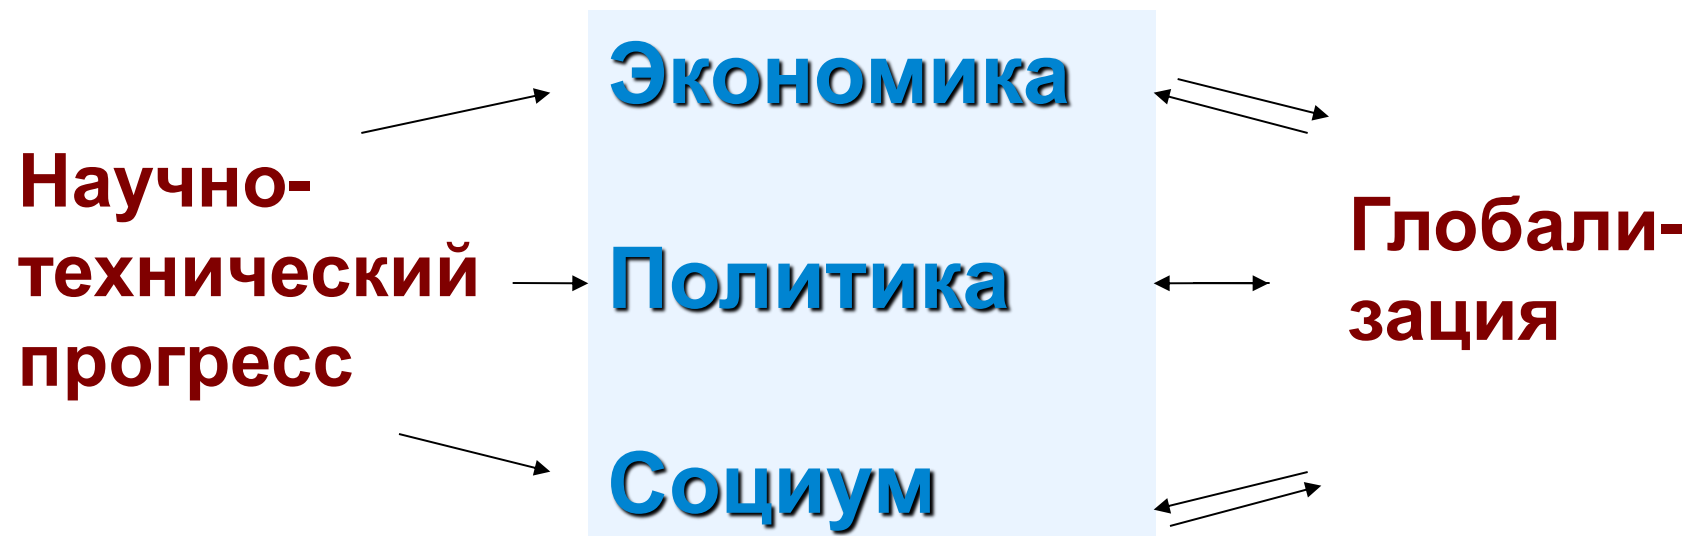 Научно-
технический
прогресс
Экономика
Политика
Социум
Глобали-
зация